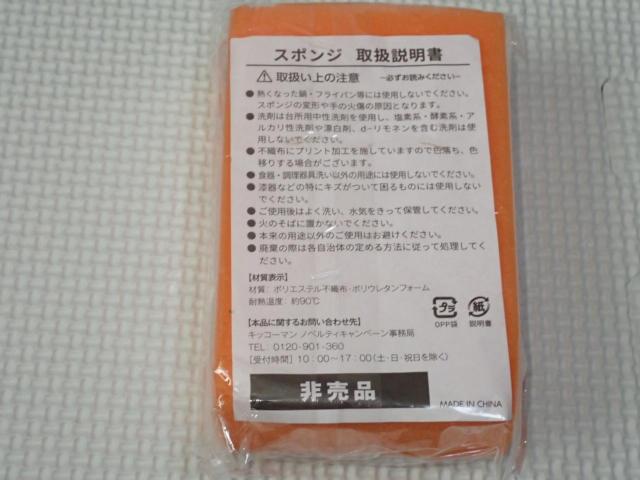 スポンジ 取扱説明書
取扱い上の注意 −必ずお読みください−
●熱くなった鍋・フライパン等には使用しないでください。
スポンジの変形や手の火傷の原因となります。
●洗剤は台所用中性洗剤を使用し、塩素系・酵素系・ア
ルカリ性洗剤や漂白剤、d-リモネンを含む洗剤は使
用しないでください。
●不織布にプリント加工を施していますので色落ち、色
移りする場合がございます。
●食器・調理器具洗い以外の用途には使用しないでください。
●漆器などの特にキズがついて困るものには使用しない
でください。
●ご使用後はよく洗い、水気をきって保管してください。
●火のそばに置かないでください。
●本来の用途以外のご使用はお避けください。
●廃棄の際は各自治体の定める方法に従って処理してく
ださい。
【材質表示】
材質: ポリエステル不織布・ポリウレタンフォーム
耐熱温度: 約90℃
【本品に関するお問い合わせ先】
キッコーマン ノベルティキャンペーン事務局
TEL: 0120-901-360
[受付時間] 10:00〜17:00(土・日・祝日を除く)
プラ
OPP袋
紙
説明書
非売品
MADE IN CHINA